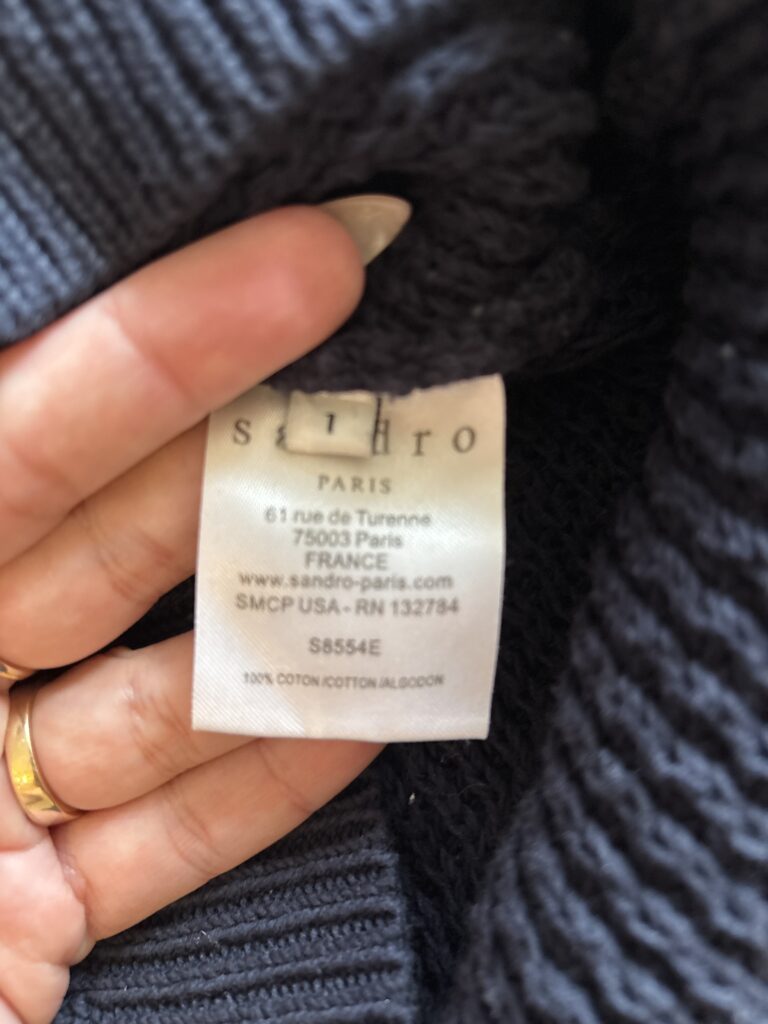 1
sandro
PARIS
61 rue de Turenne
75003 Paris
FRANCE
www.sandro-paris.com
SMCP USA - RN 132784
S8554E
100% COTON /COTTON /ALGODON